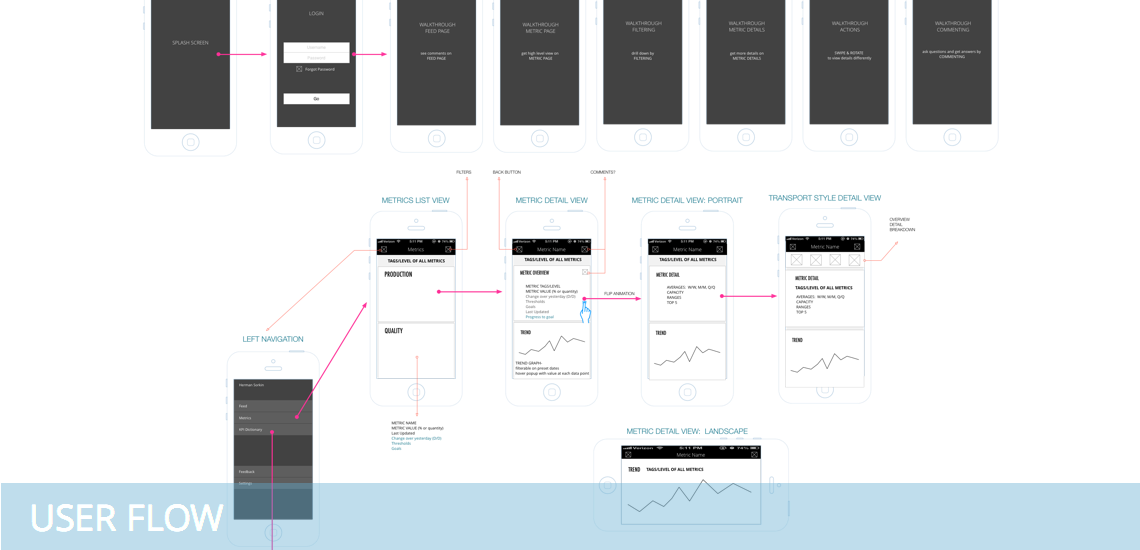 SPLASH SCREEN
LOGIN
Username
Password
Forgot Password
Go
WALKTHROUGH
FEED PAGE
see comments on
FEED PAGE
WALKTHROUGH
METRIC PAGE
get high level view on
METRIC PAGE
WALKTHROUGH
FILTERING
drill down by
FILTERING
WALKTHROUGH
METRIC DETAILS
get more details on
METRIC DETAILS
WALKTHROUGH
ACTIONS
SWIPE & ROTATE
to view details differently
WALKTHROUGH
COMMENTING
ask questions and get answers by
COMMENTING
FILTERS
BACK BUTTON
COMMENTS?
METRICS LIST VIEW
Verizon 5:11 PM 74%
Metrics
TAGS/LEVEL OF ALL METRICS
PRODUCTION
QUALITY
METRIC NAME
METRIC VALUE (% or quantity)
Last Updated
Change over yesterday (D/D)
Thresholds
Goals
METRIC DETAIL VIEW
Verizon 5:11 PM 74%
Metric Name
TAGS/LEVEL OF ALL METRICS
METRIC OVERVIEW
METRIC TAGS/LEVEL
METRIC VALUE (% or quantity)
Change over yesterday (D/D)
Thresholds
Goals
Last Updated
Progress to goal
TREND
TREND GRAPH-
filterable on preset dates
hover popup with value at each data point
FLIP ANIMATION
METRIC DETAIL VIEW: PORTRAIT
Verizon 5:11 PM 74%
Metric Name
TAGS/LEVEL OF ALL METRICS
METRIC DETAIL
AVERAGES: W/W, M/M, Q/Q
CAPACITY
RANGES
TOP 5
TREND
TRANSPORT STYLE DETAIL VIEW
Verizon 5:11 PM 74%
Metric Name
METRIC DETAIL
TAGS/LEVEL OF ALL METRICS
AVERAGES: W/W, M/M, Q/Q
CAPACITY
RANGES
TOP 5
TREND
OVERVIEW
DETAIL
BREAKDOWN
LEFT NAVIGATION
Feed
Metrics
KPI Dictionary
Feedback
Settings
METRIC DETAIL VIEW: LANDSCAPE
Verizon 5:11 PM 74%
Metric Name
TREND TAGS/LEVEL OF ALL METRICS
USER FLOW